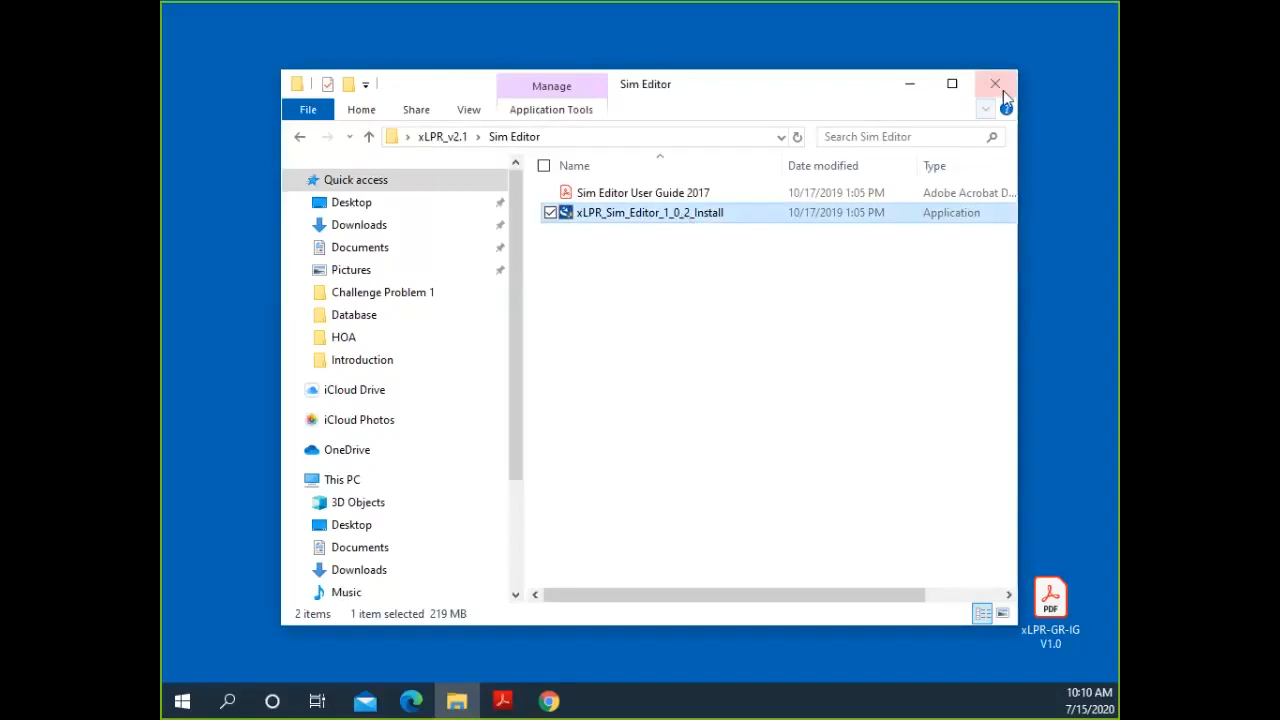 Manage
Sim Editor
File
Home
Share
View
Application Tools
xLPR_v2.1 > Sim Editor
Search Sim Editor
Name
Date modified
Type
Quick access
Desktop
Downloads
Documents
Pictures
Challenge Problem 1
Database
HOA
Introduction
iCloud Drive
iCloud Photos
OneDrive
This PC
3D Objects
Desktop
Documents
Downloads
Music
Sim Editor User Guide 2017
10/17/2019 1:05 PM
Adobe Acrobat D...
xLPR_Sim_Editor_1_0_2_Install
10/17/2019 1:05 PM
Application
2 items
1 item selected 219 MB
PDF
xLPR-GR-IG
V1.0
10:10 AM
7/15/2020